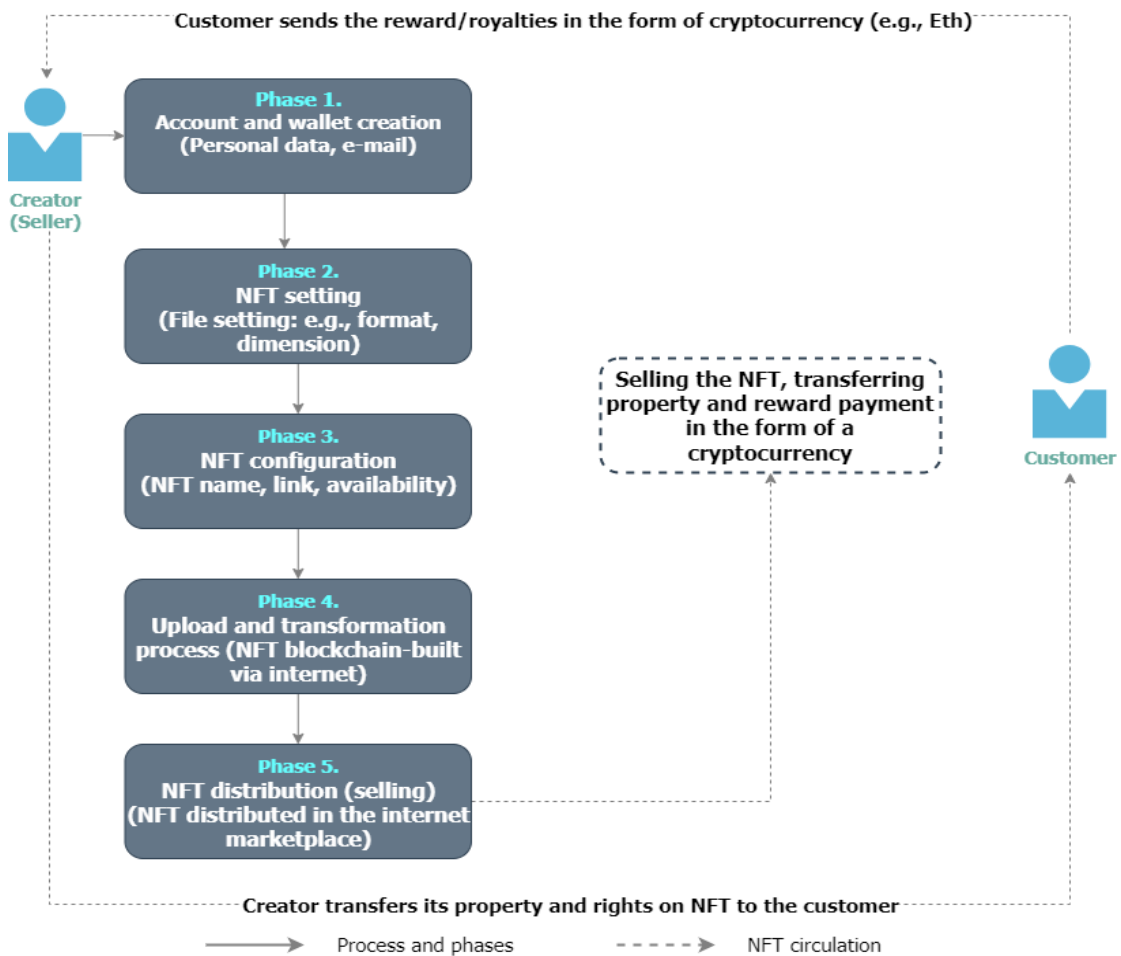 Customer sends the reward/royalties in the form of cryptocurrency (e.g., Eth)
Creator
(Seller)
Phase 1.
Account and wallet creation
(Personal data, e-mail)
Phase 2.
NFT setting
(File setting: e.g., format,
dimension)
Phase 3.
NFT configuration
(NFT name, link, availability)
Phase 4.
Upload and transformation
process (NFT blockchain-built
via internet)
Phase 5.
NFT distribution (selling)
(NFT distributed in the internet
marketplace)
Selling the NFT, transferring
property and reward payment
in the form of a
cryptocurrency
Customer
Creator transfers its property and rights on NFT to the customer
Process and phases
NFT circulation